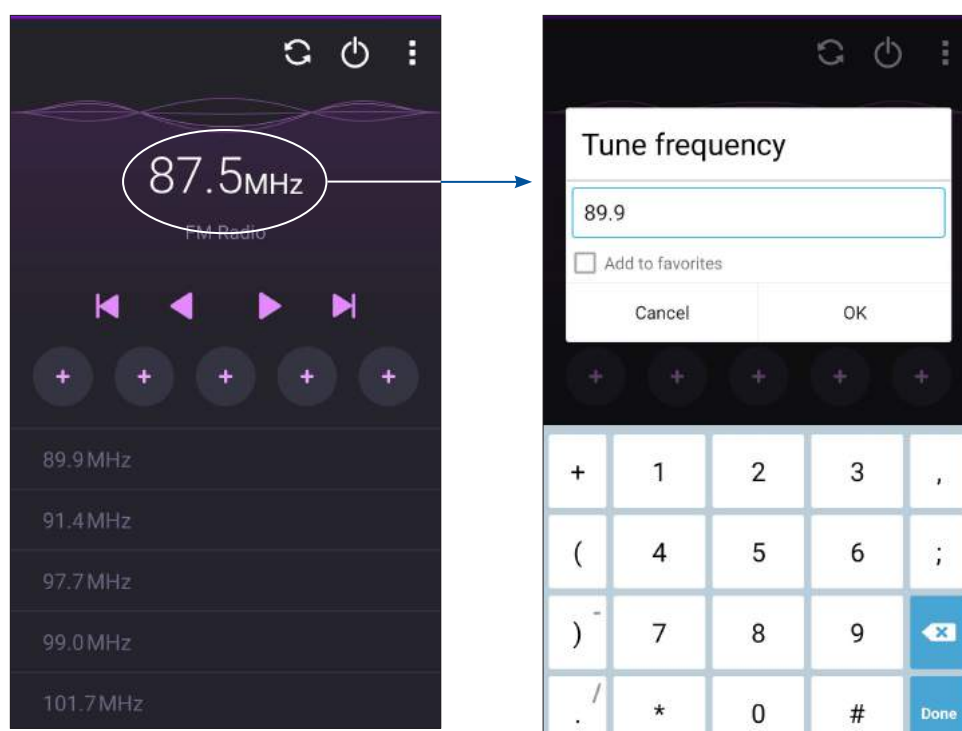 87.5MHz
FM Radio
+ + + + +
89.9MHz
91.4MHz
97.7MHz
99.0MHz
101.7MHz
Tune frequency
89.9
Add to favorites
Cancel OK
+ + + + +
+ 1 2 3 ,
( 4 5 6 ;
) - 7 8 9
. / * 0 # Done